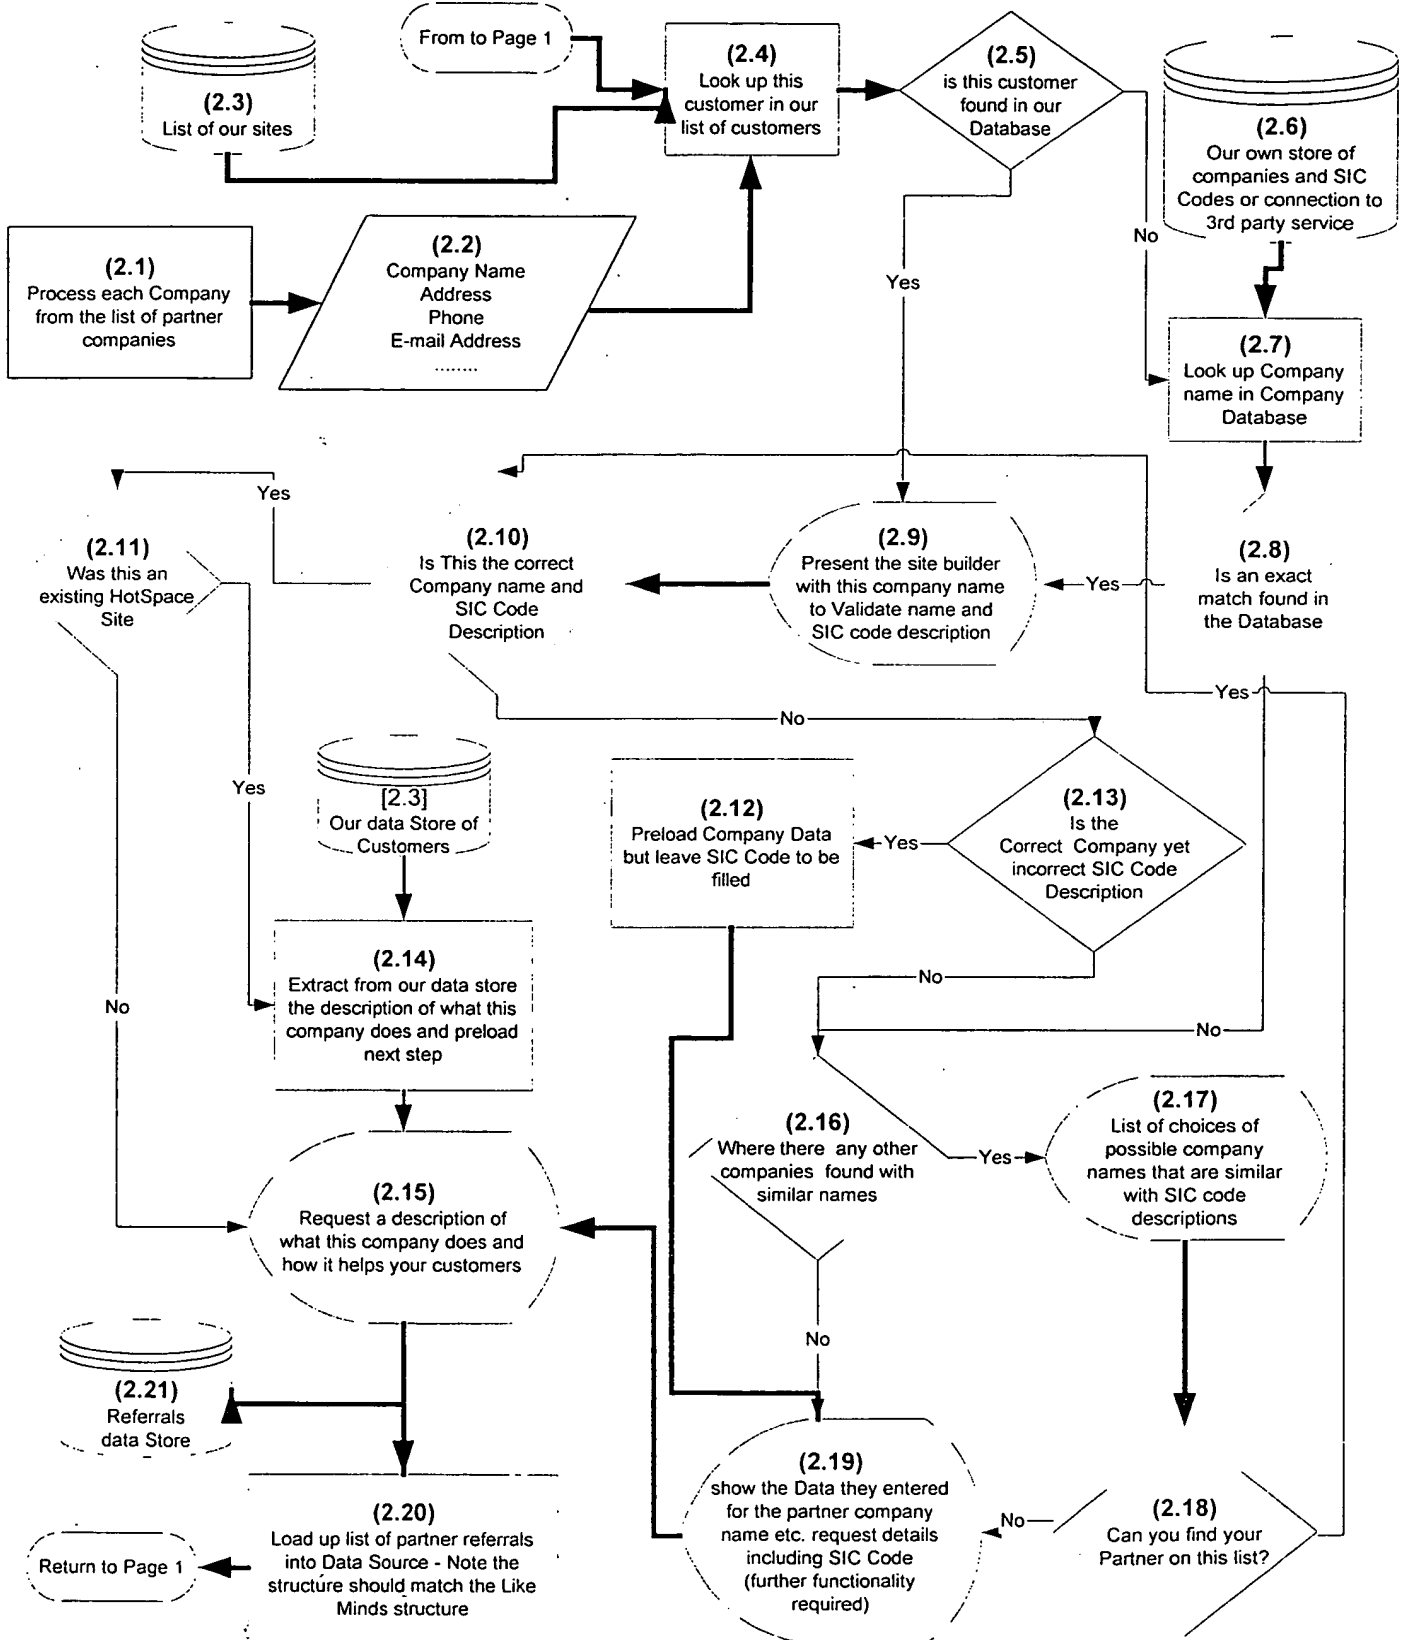 From to Page 1
(2.3)
List of our sites
(2.4)
Look up this
customer in our
list of customers
(2.5)
is this customer
found in our
Database
(2.6)
Our own store of
companies and SIC
Codes or connection to
3rd party service
(2.1)
Process each Company
from the list of partner
companies
(2.2)
Company Name
Address
Phone
E-mail Address
........
Yes
No
(2.7)
Look up Company
name in Company
Database
Yes
(2.11)
Was this an
existing HotSpace
Site
(2.10)
Is This the correct
Company name and
SIC Code
Description
(2.9)
Present the site builder
with this company name
to Validate name and
SIC code description
Yes
(2.8)
Is an exact
match found in
the Database
Yes
No
Yes
[2.3]
Our data Store of
Customers
(2.12)
Preload Company Data
but leave SIC Code to be
filled
Yes
(2.13)
Is the
Correct Company yet
incorrect SIC Code
Description
No
(2.14)
Extract from our data store
the description of what this
company does and preload
next step
No
No
(2.16)
Where there any other
companies found with
similar names
Yes
(2.17)
List of choices of
possible company
names that are similar
with SIC code
descriptions
(2.15)
Request a description of
what this company does and
how it helps your customers
No
(2.21)
Referrals
data Store
(2.19)
show the Data they entered
for the partner company
name etc. request details
including SIC Code
(further functionality
required)
No
(2.18)
Can you find your
Partner on this list?
(2.20)
Load up list of partner referrals
into Data Source - Note the
structure should match the Like
Minds structure
Return to Page 1